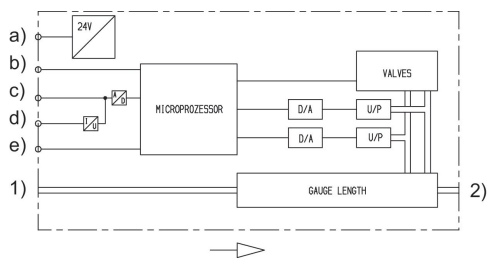 a)
24V
b)
VALVES
c)
A
D
MICROPROZESSOR
D/A
U/P
d)
I
U
D/A
U/P
e)
1)
GAUGE LENGTH
2)